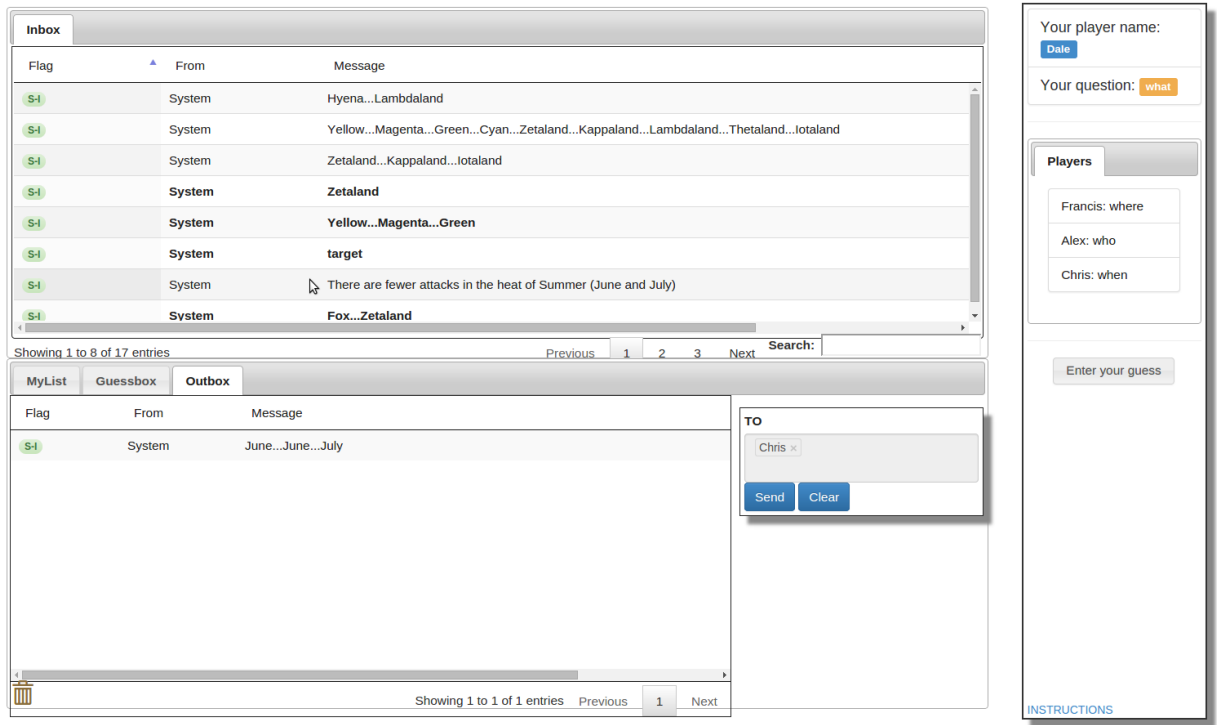 Inbox
Flag From Message
S-I System Hyena...Lambdaland
S-I System Yellow...Magenta...Green...Cyan...Zetaland...Kappaland...Lambdaland...Thetaland...Iotaland
S-I System Zetaland...Kappaland...Iotaland
S-I System Zetaland
S-I System Yellow...Magenta...Green
S-I System target
S-I System There are fewer attacks in the heat of Summer (June and July)
S-I System Fox...Zetaland
Showing 1 to 8 of 17 entries Previous 1 2 3 Next Search:
MyList Guessbox Outbox
Flag From Message
S-I System June...June...July
Showing 1 to 1 of 1 entries Previous 1 Next
TO
Chris ×
Send Clear
Your player name:
Dale
Your question: what
Players
Francis: where
Alex: who
Chris: when
Enter your guess
INSTRUCTIONS